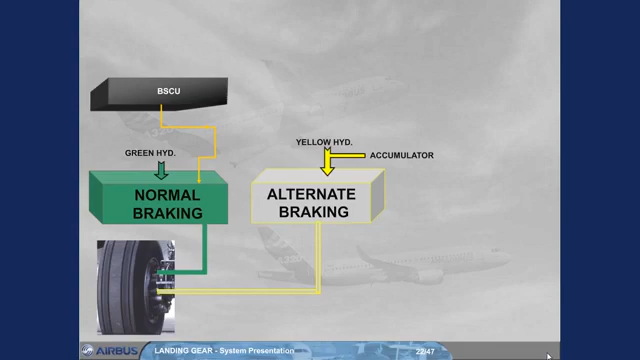 BSCU
GREEN HYD.
YELLOW HYD.
ACCUMULATOR
NORMAL
BRAKING
ALTERNATE
BRAKING
AIRBUS
LANDING GEAR - System Presentation
22/47